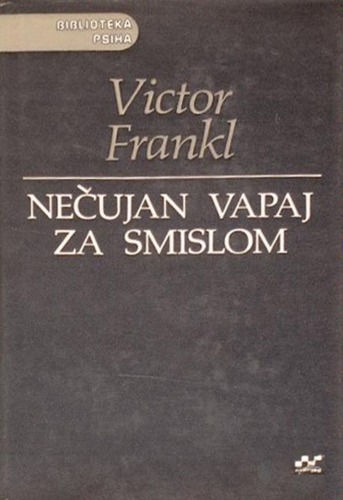 BIBLIOTEKA
PSIHA
Victor
Frankl
NEČUJAN VAPAJ
ZA SMISLOM